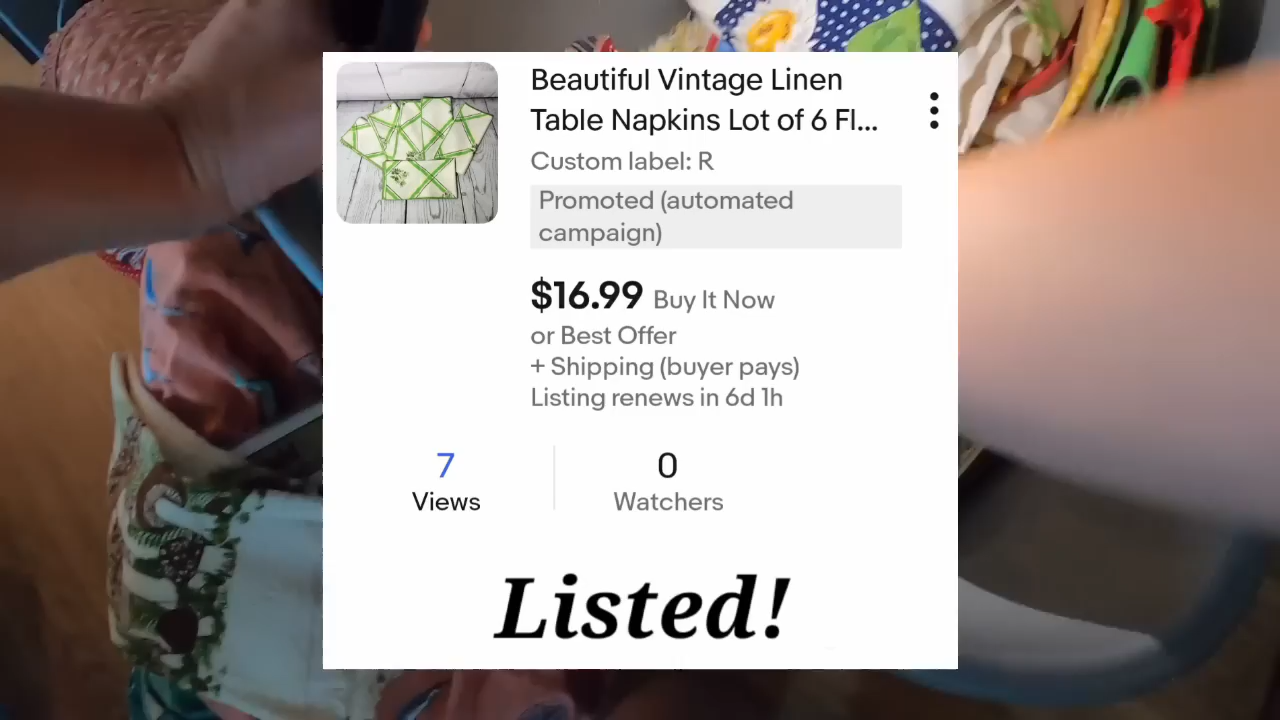 Beautiful Vintage Linen
Table Napkins Lot of 6 Fl...
Custom label: R
Promoted (automated
campaign)
$16.99 Buy It Now
or Best Offer
+ Shipping (buyer pays)
Listing renews in 6d 1h
7
Views
0
Watchers
Listed!